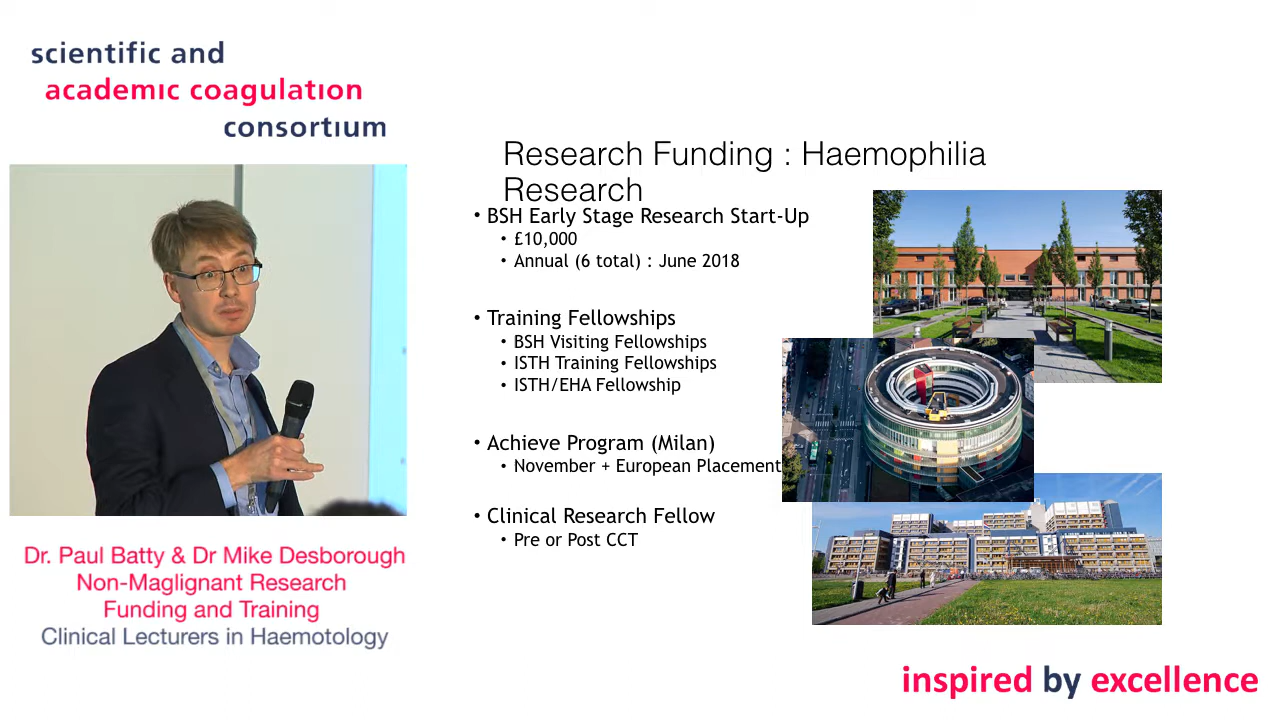 scientific and
academic coagulation
consortium
Research Funding : Haemophilia
Research
• BSH Early Stage Research Start-Up
• £10,000
• Annual (6 total) : June 2018
• Training Fellowships
• BSH Visiting Fellowships
• ISTH Training Fellowships
• ISTH/EHA Fellowship
• Achieve Program (Milan)
• November + European Placement
• Clinical Research Fellow
• Pre or Post CCT
Dr. Paul Batty & Dr Mike Desborough
Non-Maglignant Research
Funding and Training
Clinical Lecturers in Haemotology
inspired by excellence